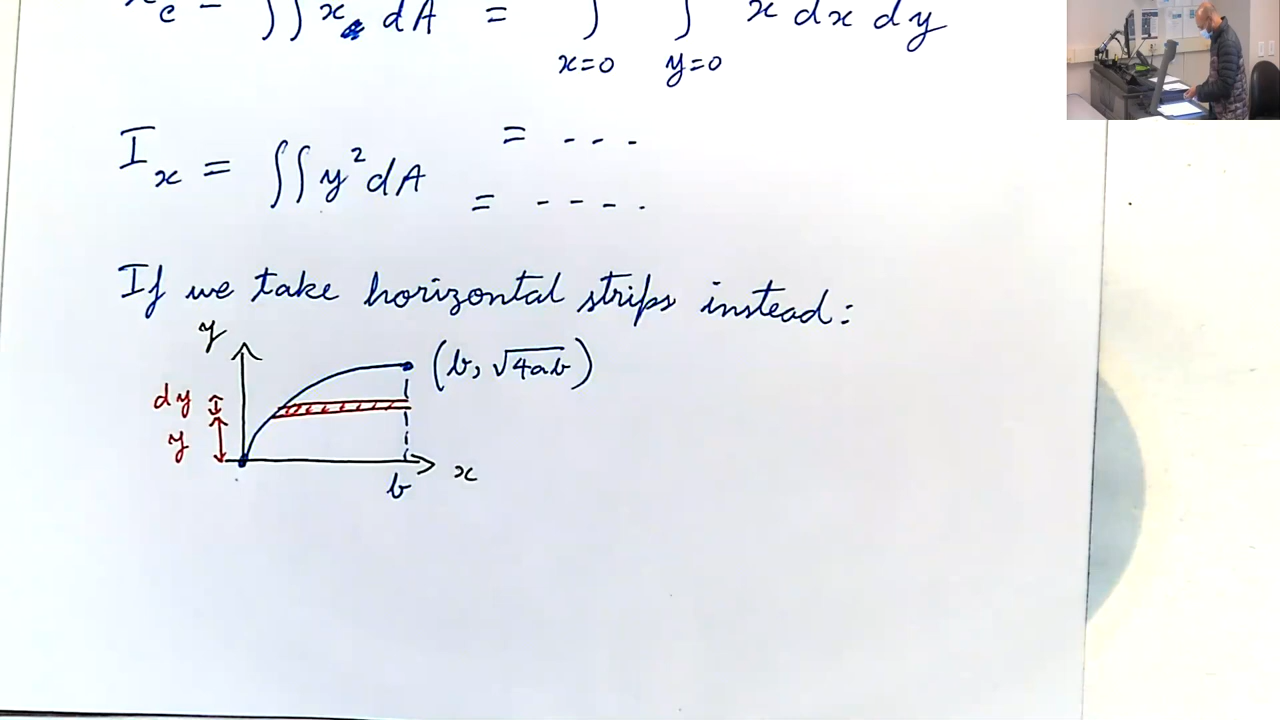 x_c = ∫∫ x dA = ∫_{x=0} ∫_{y=0} x dx dy
I_x = ∫∫ y² dA = - - -
= - - - .
If we take horizontal strips instead:
y
(b, √4ab)
dy
y
x
b